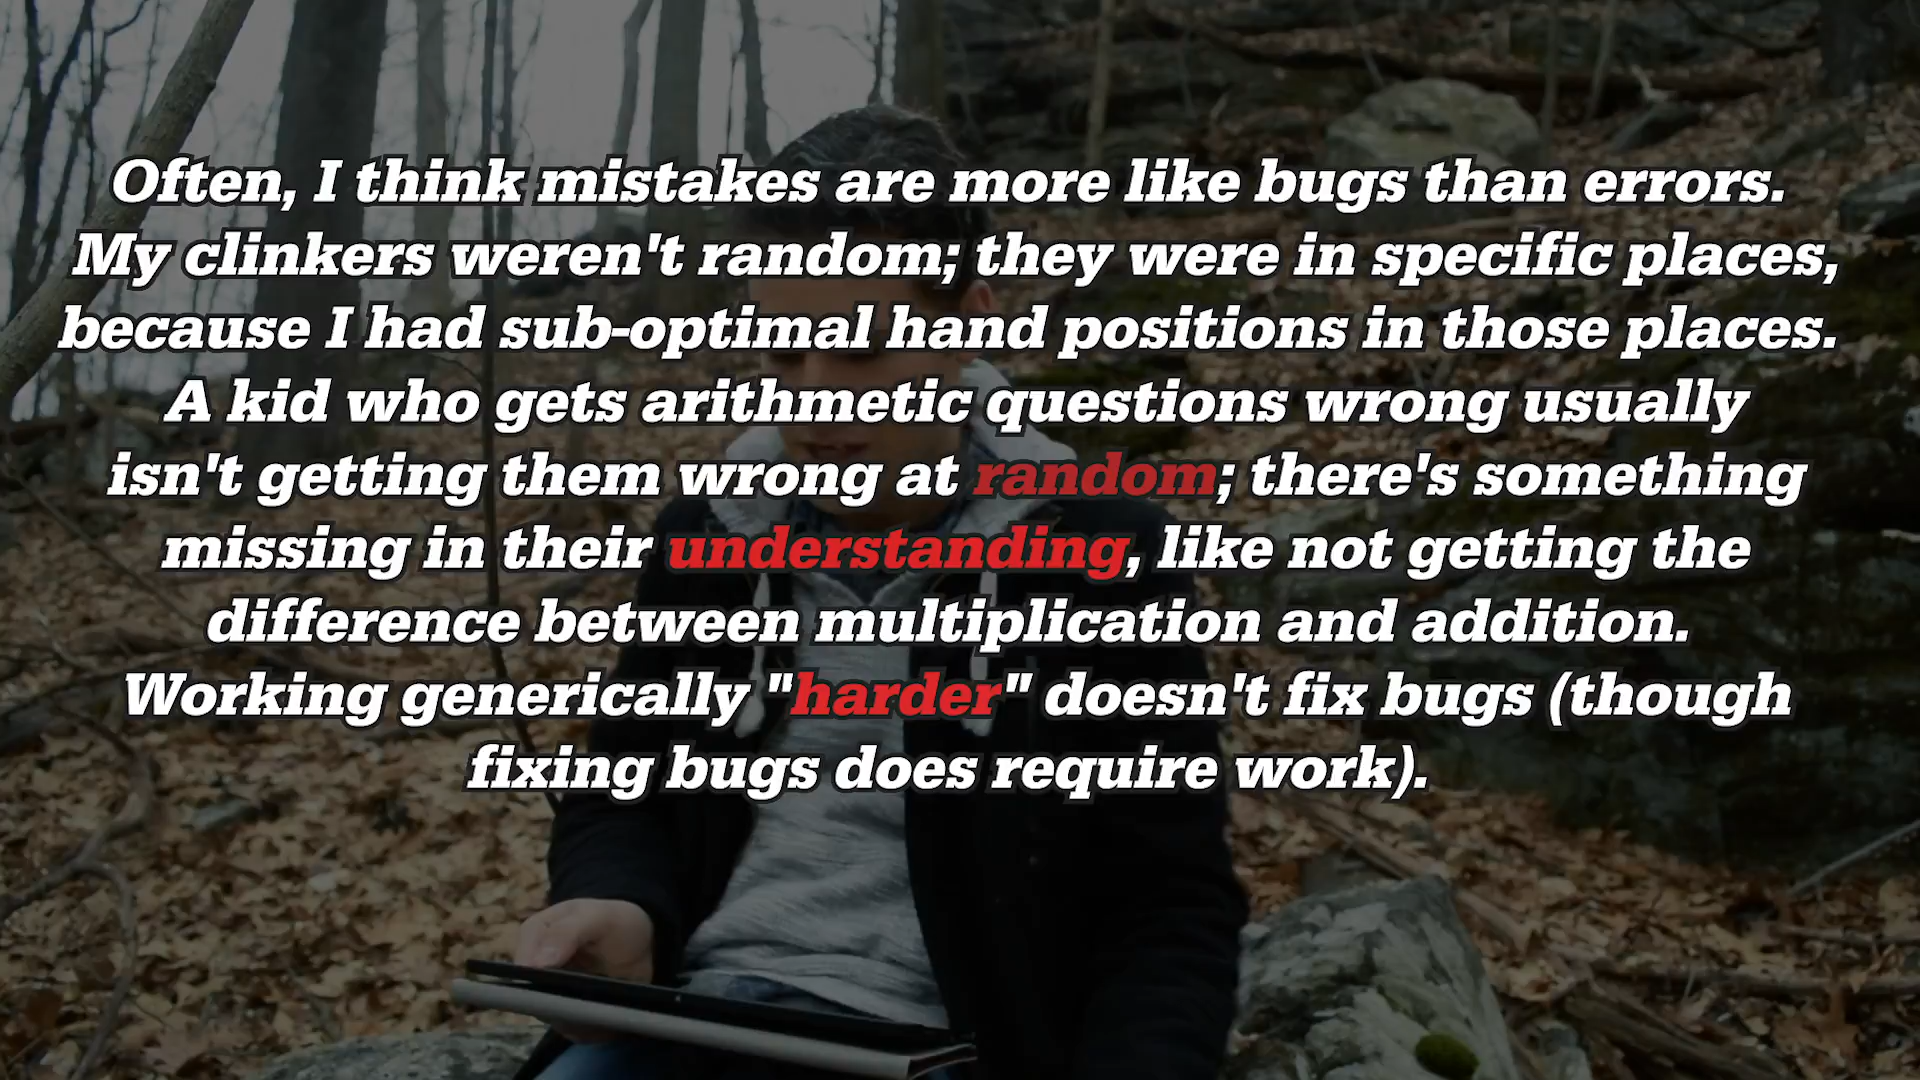 Often, I think mistakes are more like bugs than errors.
My clinkers weren't random; they were in specific places,
because I had sub-optimal hand positions in those places.
A kid who gets arithmetic questions wrong usually
isn't getting them wrong at random; there's something
missing in their understanding, like not getting the
difference between multiplication and addition.
Working generically "harder" doesn't fix bugs (though
fixing bugs does require work).